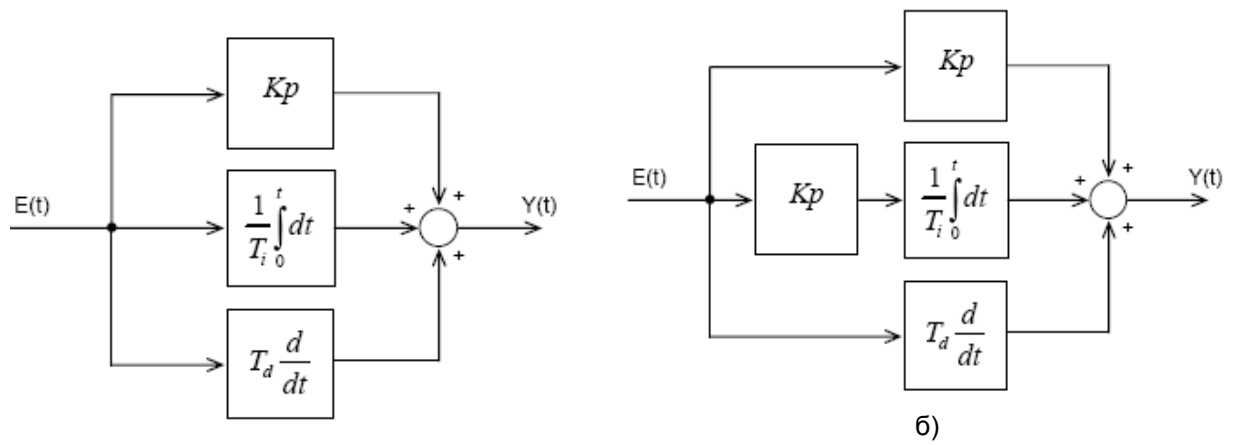 Kp
E(t)
1/T_i ∫_0^t dt
+
+
+
Y(t)
T_d d/dt
Kp
E(t)
Kp
1/T_i ∫_0^t dt
+
+
+
Y(t)
T_d d/dt
б)